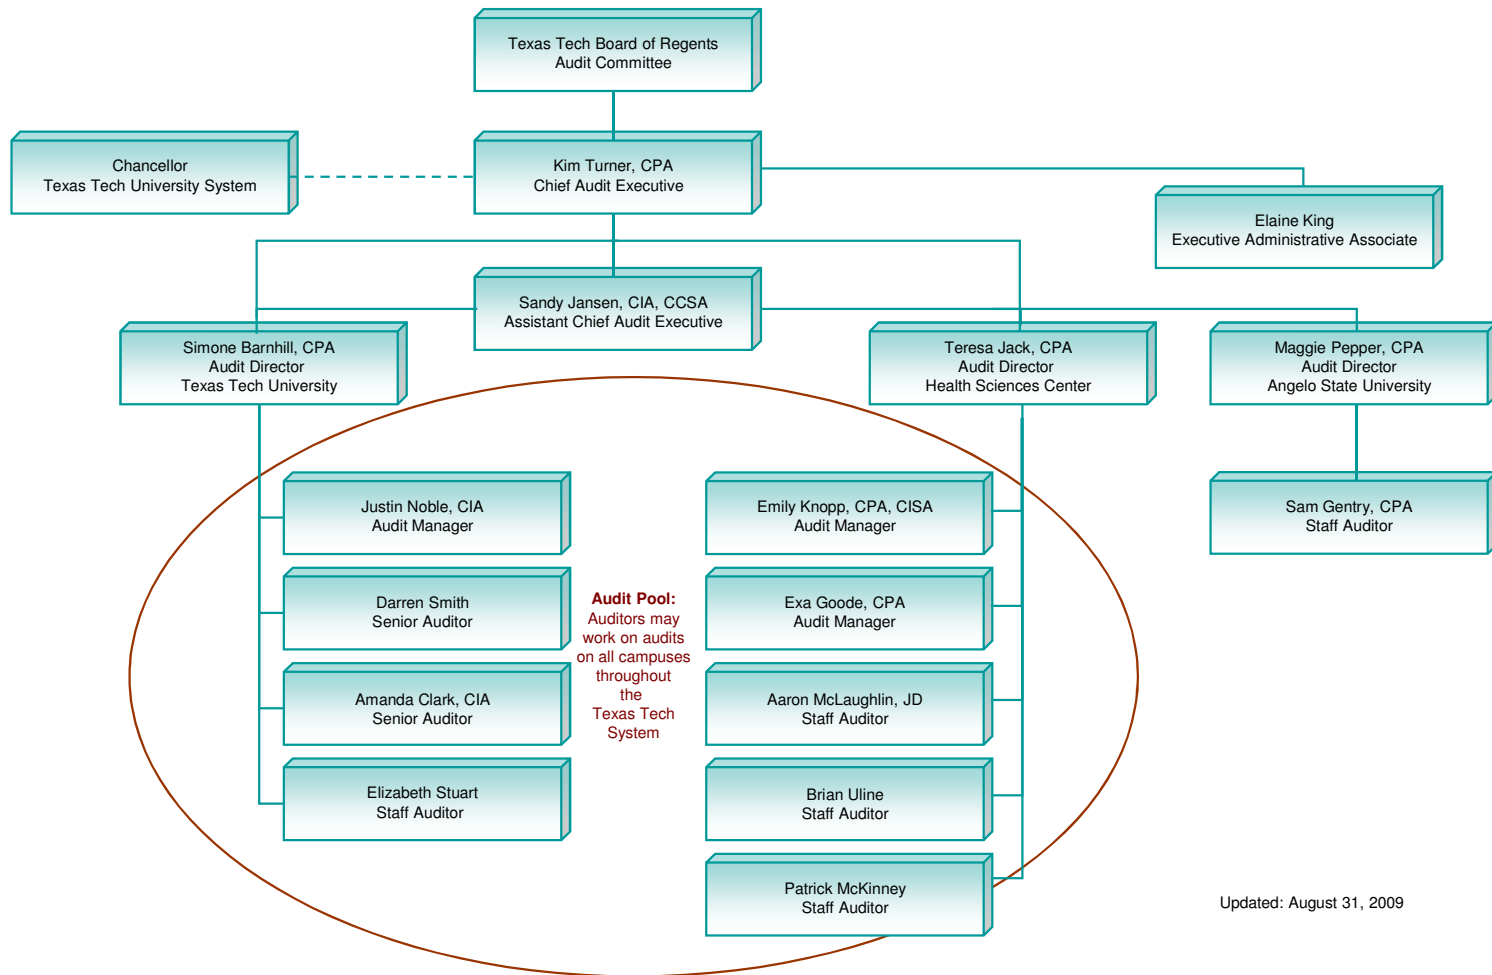 Texas Tech Board of Regents
Audit Committee
Chancellor
Texas Tech University System
Kim Turner, CPA
Chief Audit Executive
Elaine King
Executive Administrative Associate
Sandy Jansen, CIA, CCSA
Assistant Chief Audit Executive
Simone Barnhill, CPA
Audit Director
Texas Tech University
Teresa Jack, CPA
Audit Director
Health Sciences Center
Maggie Pepper, CPA
Audit Director
Angelo State University
Justin Noble, CIA
Audit Manager
Darren Smith
Senior Auditor
Amanda Clark, CIA
Senior Auditor
Elizabeth Stuart
Staff Auditor
Audit Pool:
Auditors may
work on audits
on all campuses
throughout
the
Texas Tech
System
Emily Knopp, CPA, CISA
Audit Manager
Exa Goode, CPA
Audit Manager
Aaron McLaughlin, JD
Staff Auditor
Brian Uline
Staff Auditor
Patrick McKinney
Staff Auditor
Sam Gentry, CPA
Staff Auditor
Updated: August 31, 2009